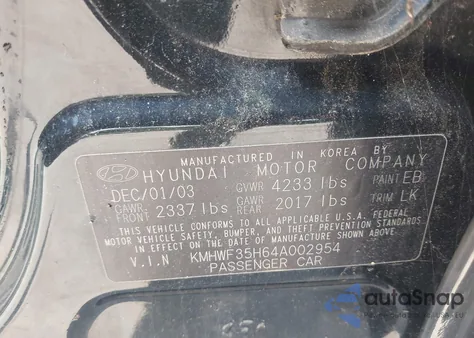 MANUFACTURED IN KOREA BY
HYUNDAI MOTOR COMPANY
DEC/01/03 GVWR 4233 lbs PAINT EB
GAWR FRONT 2337 lbs GAWR REAR 2017 lbs TRIM LK
THIS VEHICLE CONFORMS TO ALL APPLICABLE U.S.A. FEDERAL
MOTOR VEHICLE SAFETY, BUMPER, AND THEFT PREVENTION STANDARDS
IN EFFECT ON THE DATE OF MANUFACTURE SHOWN ABOVE.
V.I.N KMHWF35H64A002954
PASSENGER CAR
autoSnap